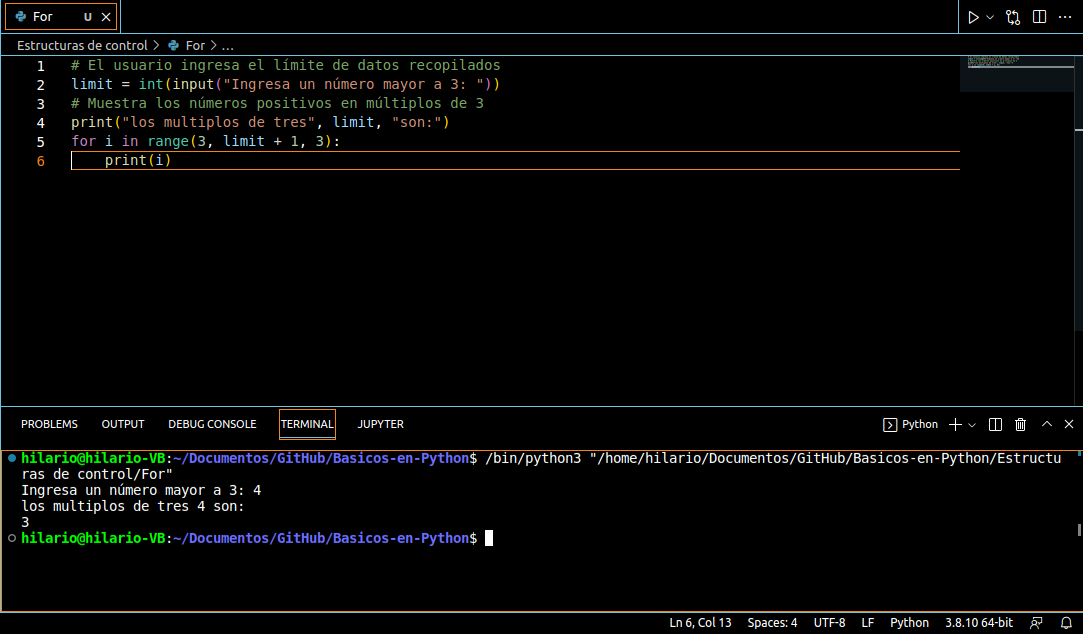 For U
Estructuras de control > For > ...
1 # El usuario ingresa el límite de datos recopilados
2 limit = int(input("Ingresa un número mayor a 3: "))
3 # Muestra los números positivos en múltiplos de 3
4 print("los multiplos de tres", limit, "son:")
5 for i in range(3, limit + 1, 3):
6     print(i)
PROBLEMS OUTPUT DEBUG CONSOLE TERMINAL JUPYTER Python
hilario@hilario-VB:~/Documentos/GitHub/Basicos-en-Python$ /bin/python3 "/home/hilario/Documentos/GitHub/Basicos-en-Python/Estructu
ras de control/For"
Ingresa un número mayor a 3: 4
los multiplos de tres 4 son:
3
hilario@hilario-VB:~/Documentos/GitHub/Basicos-en-Python$
Ln 6, Col 13 Spaces: 4 UTF-8 LF Python 3.8.10 64-bit